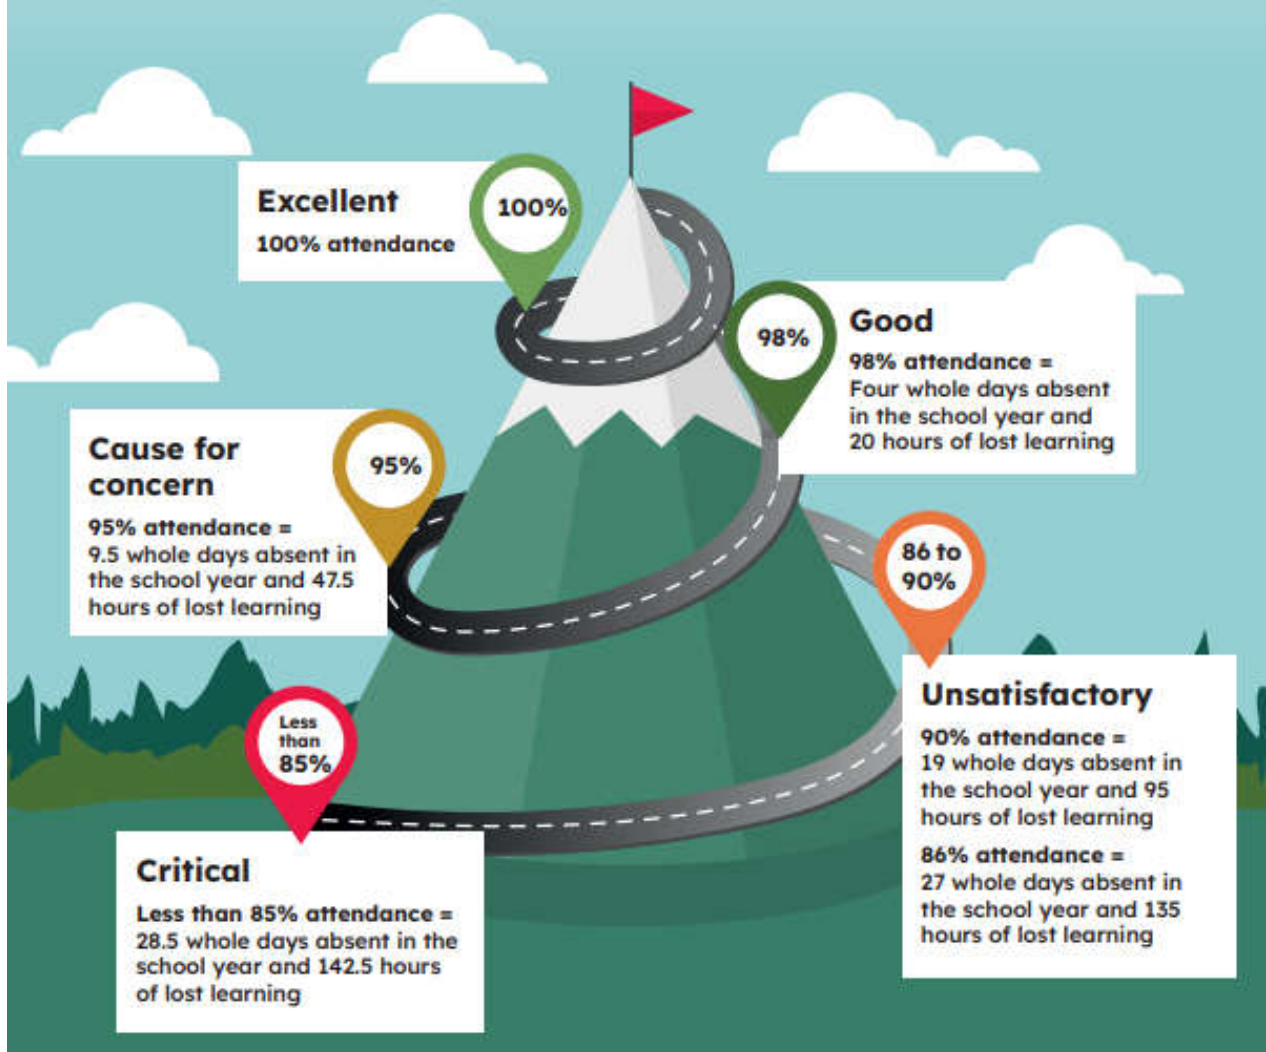 Excellent
100% attendance
100%
Good
98% attendance =
Four whole days absent
in the school year and
20 hours of lost learning
98%
Cause for
concern
95% attendance =
9.5 whole days absent in
the school year and 47.5
hours of lost learning
95%
86 to
90%
Unsatisfactory
90% attendance =
19 whole days absent in
the school year and 95
hours of lost learning
86% attendance =
27 whole days absent in
the school year and 135
hours of lost learning
Less
than
85%
Critical
Less than 85% attendance =
28.5 whole days absent in the
school year and 142.5 hours
of lost learning